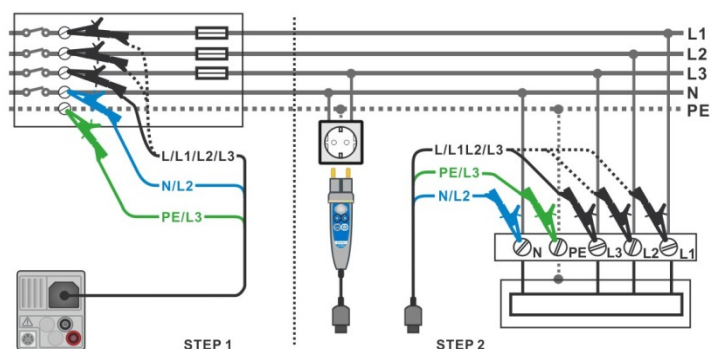 L1
L2
L3
N
PE
L/L1/L2/L3
N/L2
PE/L3
L/L1L2/L3
PE/L3
N/L2
N PE L3 L2 L1
STEP 1
STEP 2